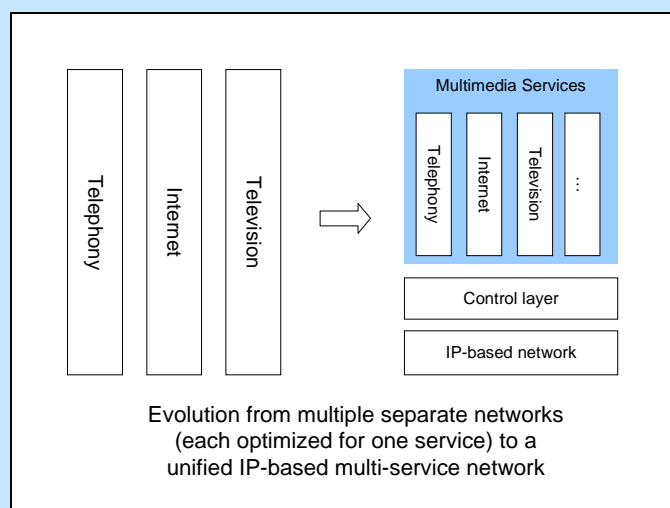 Telephony
Internet
Television
Multimedia Services
Telephony
Internet
Television
...
Control layer
IP-based network
Evolution from multiple separate networks
(each optimized for one service) to a
unified IP-based multi-service network